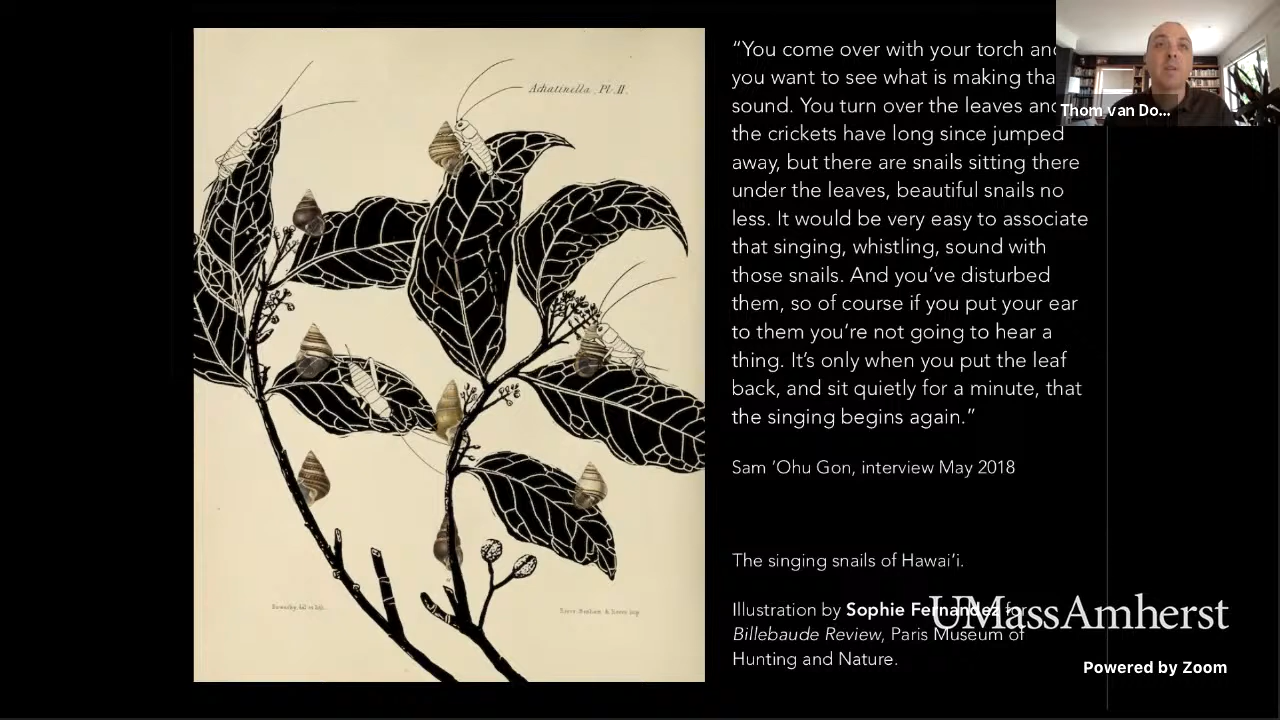 Achatinella. Pl. II.
“You come over with your torch and
you want to see what is making tha
sound. You turn over the leaves and
the crickets have long since jumped
away, but there are snails sitting there
under the leaves, beautiful snails no
less. It would be very easy to associate
that singing, whistling, sound with
those snails. And you’ve disturbed
them, so of course if you put your ear
to them you’re not going to hear a
thing. It’s only when you put the leaf
back, and sit quietly for a minute, that
the singing begins again.”
Sam ’Ohu Gon, interview May 2018
The singing snails of Hawai’i.
Illustration by Sophie Fernandez for
Billebaude Review, Paris Museum of
Hunting and Nature.
Thom van Do...
UMassAmherst
Powered by Zoom